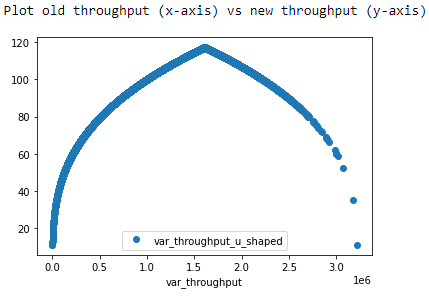 Plot old throughput (x-axis) vs new throughput (y-axis)
120
100
80
60
40
20
var_throughput_u_shaped
0.0 0.5 1.0 1.5 2.0 2.5 3.0
1e6
var_throughput